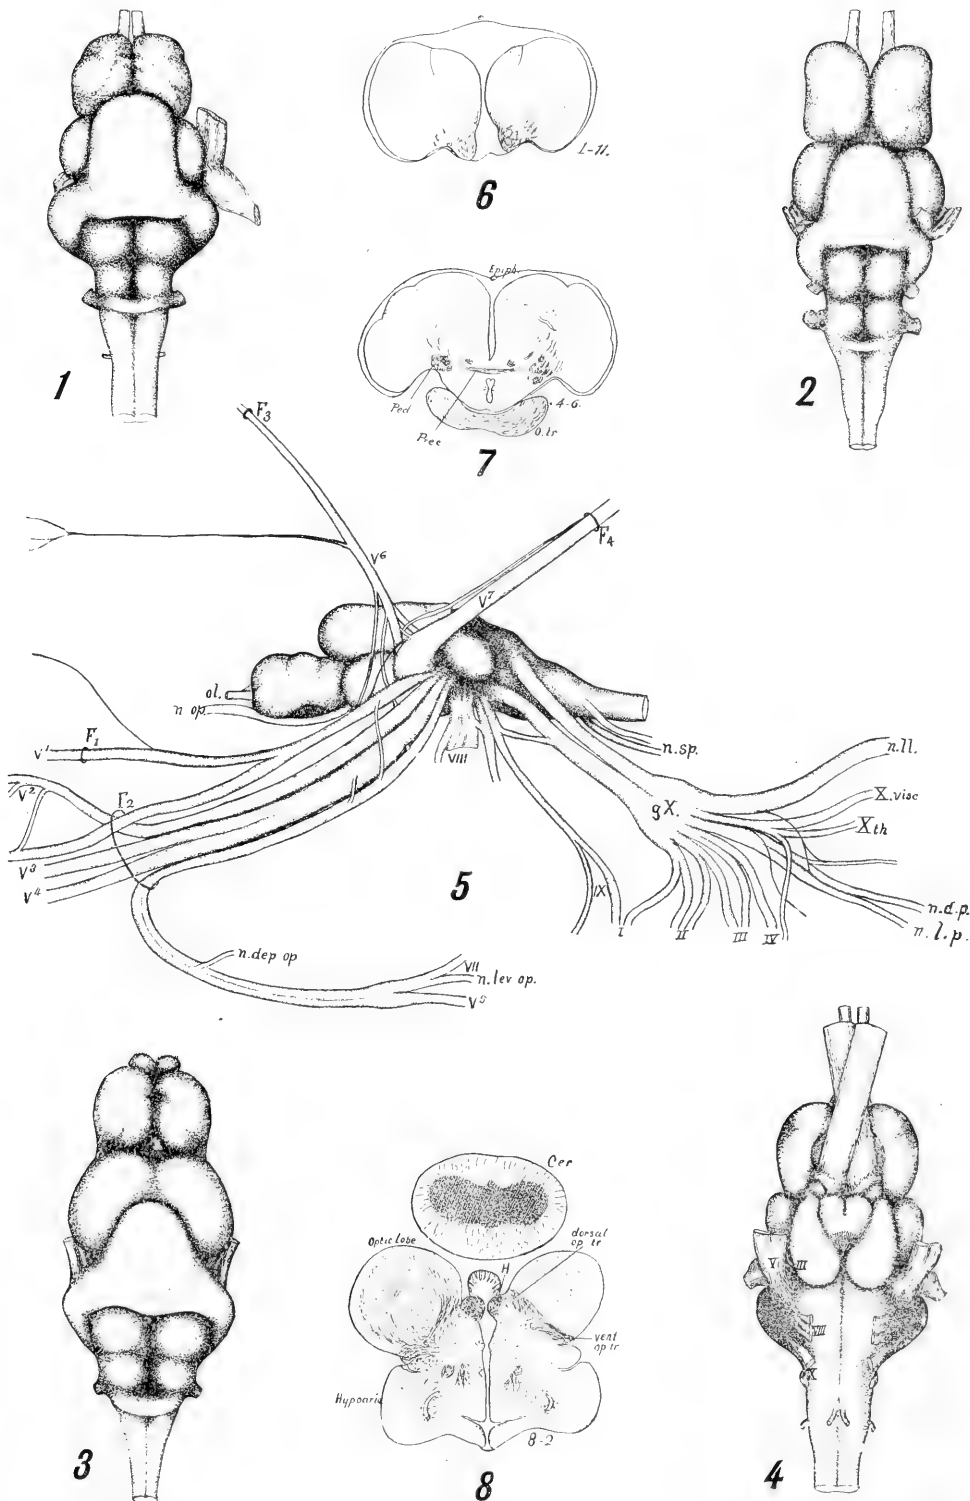 1
2
L-11.
6
Epiph.
Ped
Prec
4-6.
O.tr
7
F3
F4
V6
V7
ol.
n op.
V1
F1
V2
F2
V3
V4
VIII
n.sp.
n.ll.
gX.
X.visc
X th
IX
I
II
III
IV
n.d.p.
n.l.p.
5
n.dep op
VII
n.lev op.
V5
3
V
III
VIII
X
4
Cer
Optic Lobe
H
dorsal
op tr
vent
op tr
Hypoaria
8-2
8